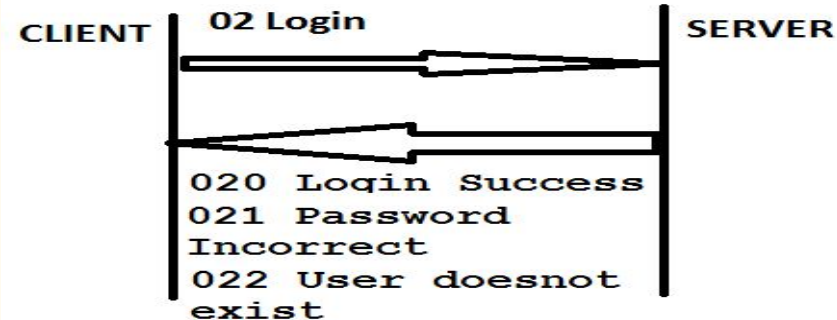 CLIENT
02 Login
SERVER
020 Login Success
021 Password
Incorrect
022 User doesnot
exist